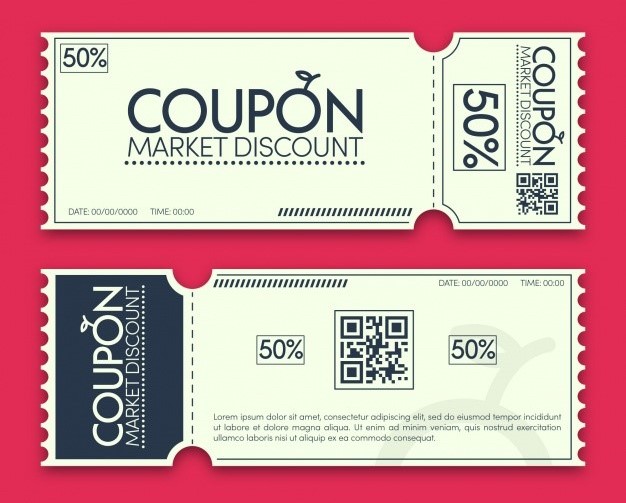 50%
COUPON
MARKET DISCOUNT
DATE: 00/00/0000 TIME: 00:00
50%
COUPON
MARKET DISCOUNT
COUPON
MARKET DISCOUNT
DATE: 00/00/0000 TIME: 00:00
50%
50%
Lorem ipsum dolor sit amet, consectetur adipiscing elit, sed do eiusmod tempor
incididunt ut labore et dolore magna aliqua. Ut enim ad minim veniam, quis nostrud
exercitation ullamco laboris nisi ut aliquip ex ea commodo consequat.